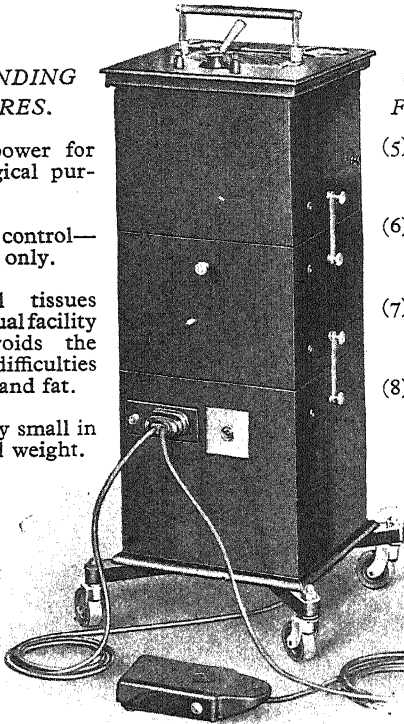 NDING
RES.
power for
gical pur-
control—
only.
l tissues
ual facility
roids the
difficulties
and fat.
y small in
l weight.
F
(5)
(6)
(7)
(8)